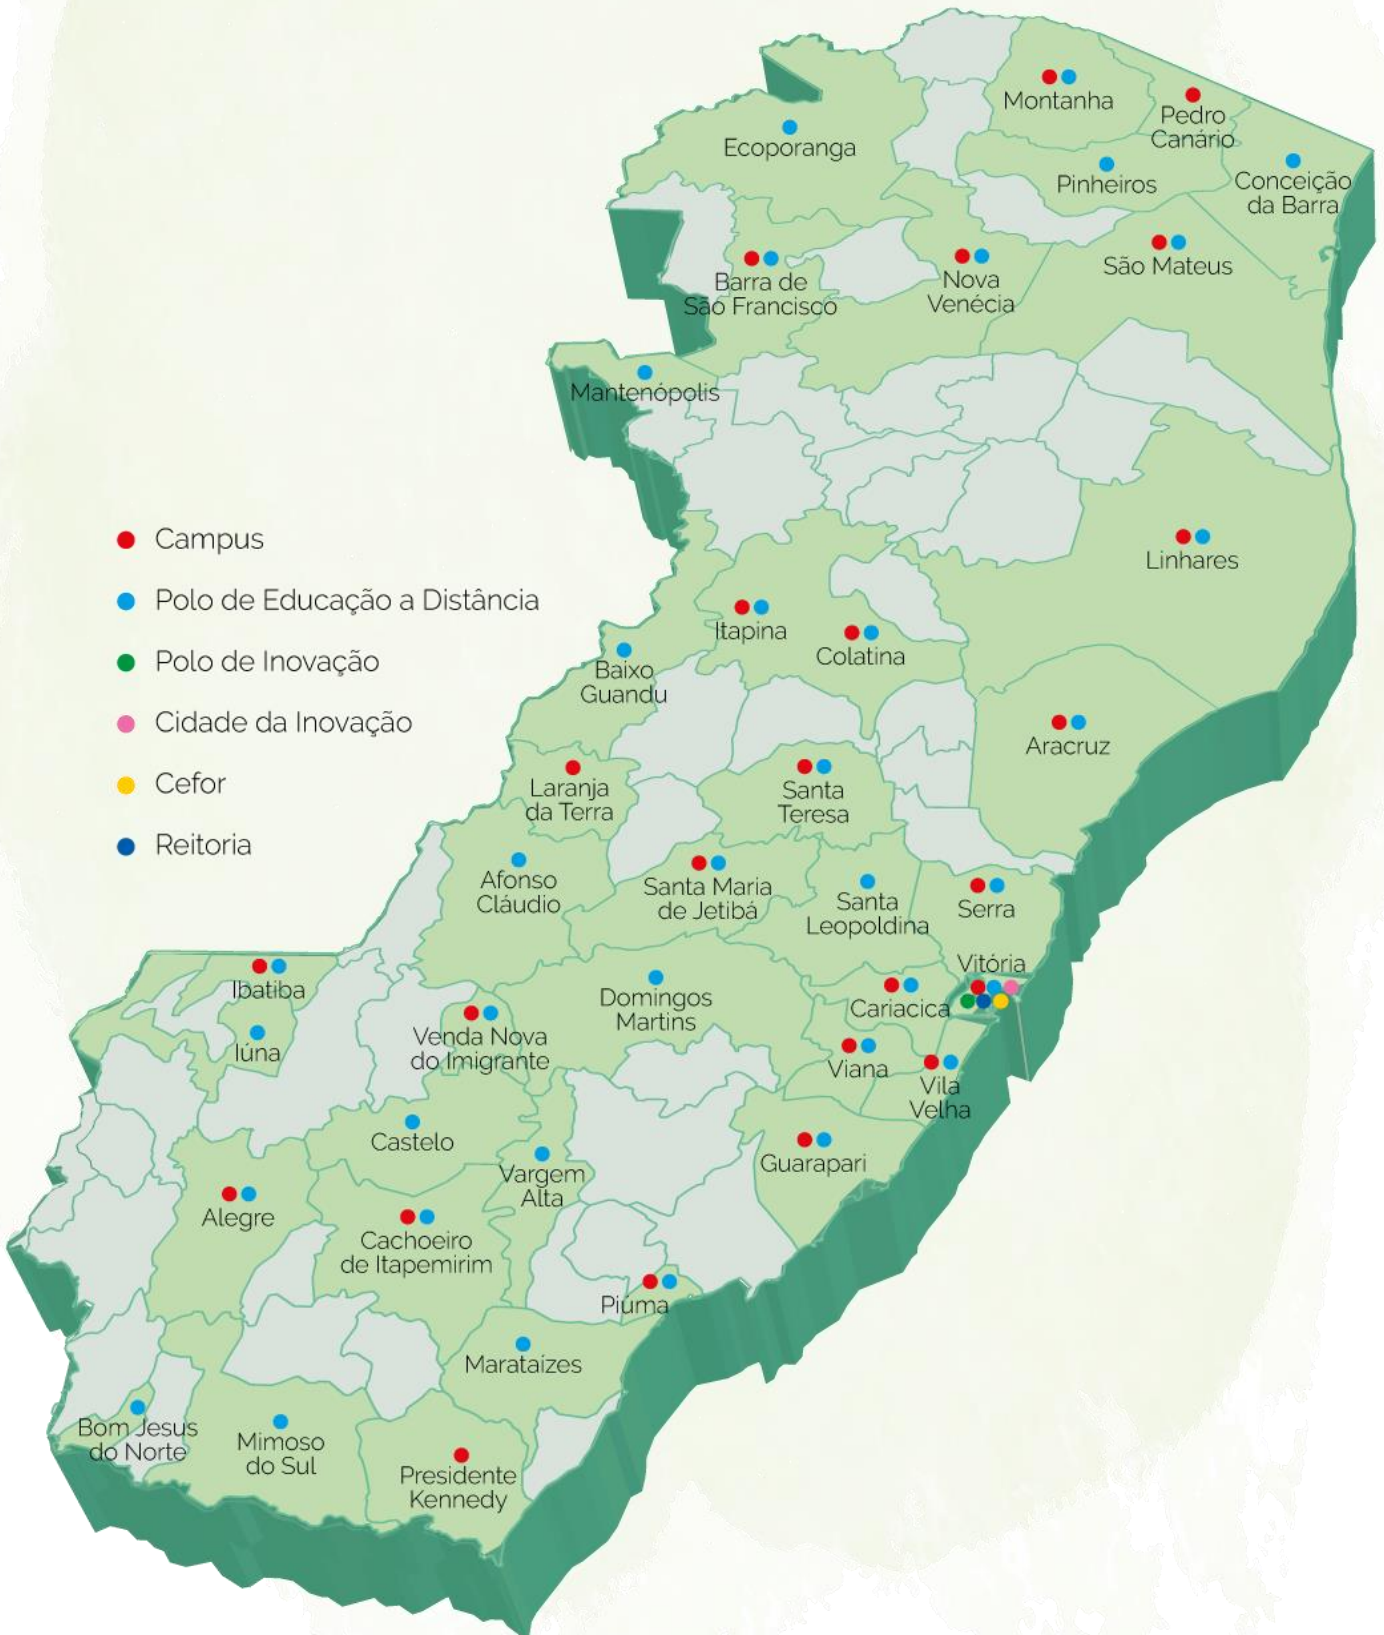 Montanha
Pedro
Canário
Ecoporanga
Pinheiros
Conceição
da Barra
São Mateus
Barra de
São Francisco
Nova
Venécia
Mantenópolis
Campus
Polo de Educação a Distância
Polo de Inovação
Cidade da Inovação
Cefor
Reitoria
Linhares
Itapina
Colatina
Baixo
Guandu
Aracruz
Laranja
da Terra
Santa
Teresa
Afonso
Cláudio
Santa Maria
de Jetibá
Santa
Leopoldina
Serra
Vitória
Ibatiba
Domingos
Martins
Cariacica
Iúna
Venda Nova
do Imigrante
Viana
Vila
Velha
Castelo
Vargem
Alta
Guarapari
Alegre
Cachoeiro
de Itapemirim
Piúma
Marataízes
Bom Jesus
do Norte
Mimoso
do Sul
Presidente
Kennedy